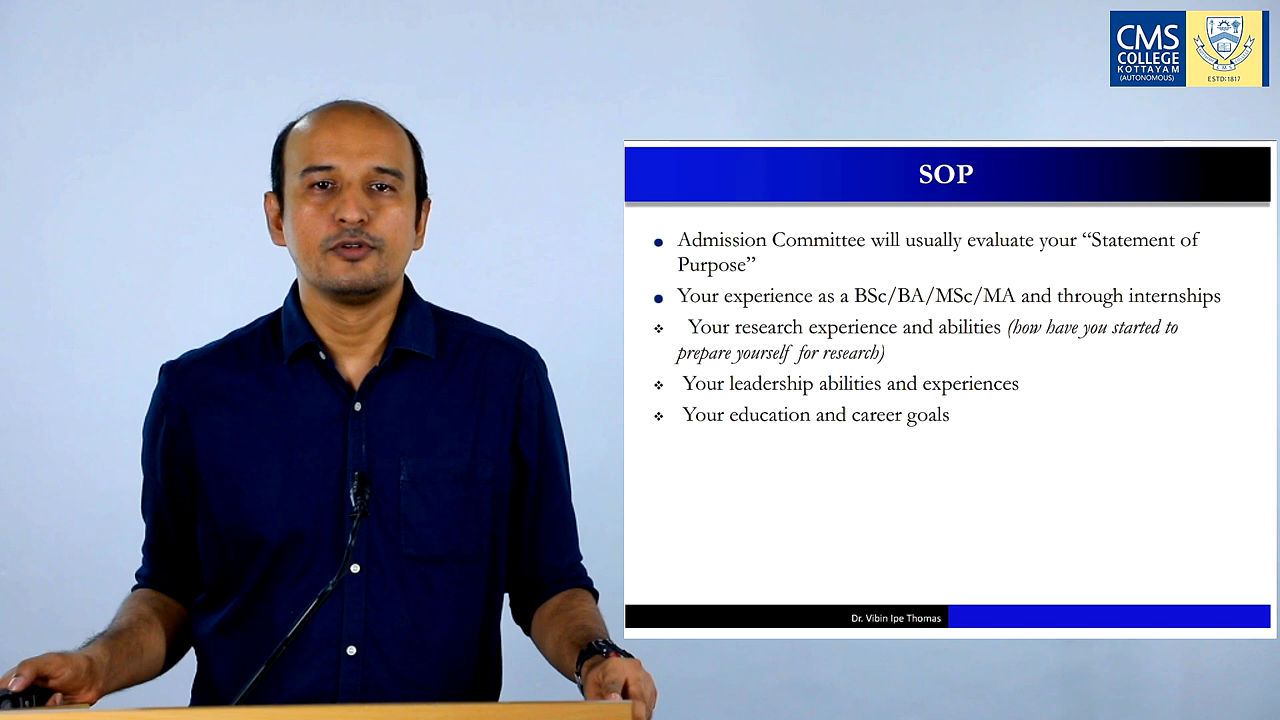 CMS
COLLEGE
KOTTAYAM
(AUTONOMOUS)
ESTD:1817
SOP
• Admission Committee will usually evaluate your “Statement of
Purpose”
• Your experience as a BSc/BA/MSc/MA and through internships
❖ Your research experience and abilities (how have you started to
prepare yourself for research)
❖ Your leadership abilities and experiences
❖ Your education and career goals
Dr. Vibin Ipe Thomas